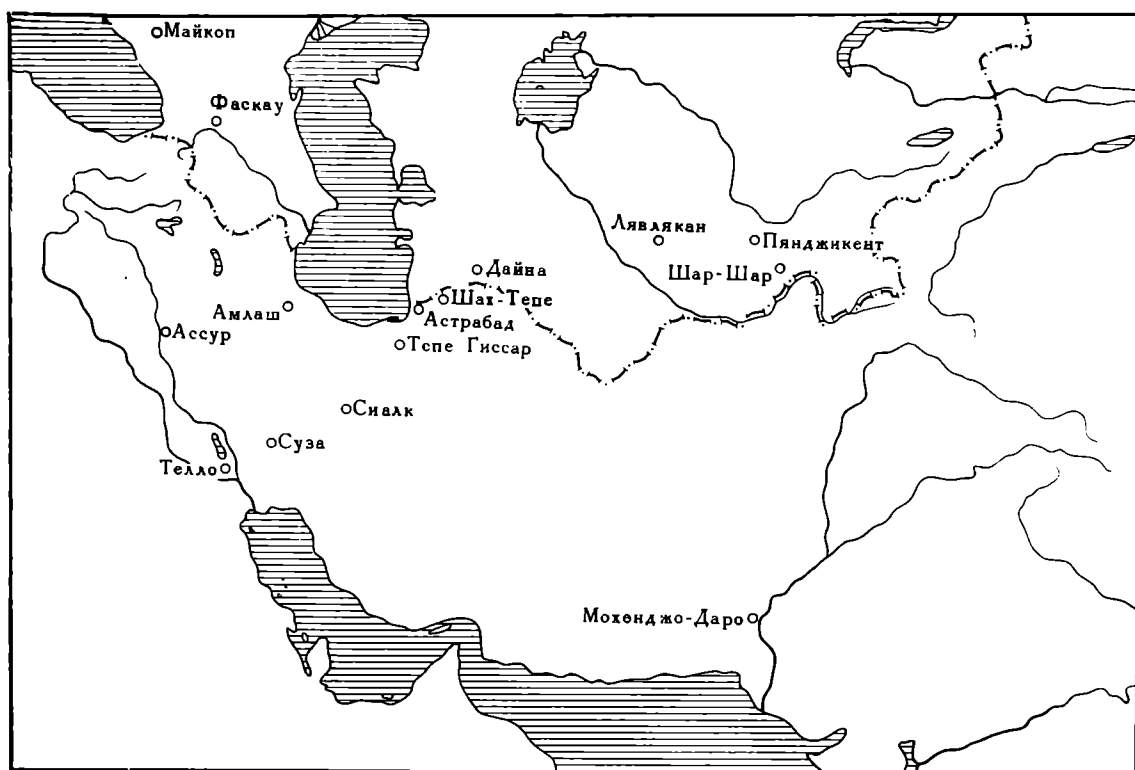 Майкоп
Фаскау
Лявлякан
Пянджикент
Дайна
Шар-Шар
Шах-Тепе
Амлаш
Астрабад
Ассур
Тепе Гиссар
Сиалк
Суза
Телло
Мохенджо-Даро